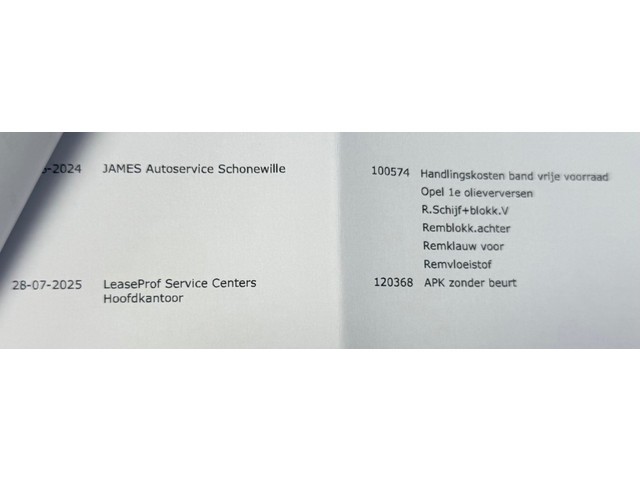 -2024 JAMES Autoservice Schonewille 100574 Handlingskosten band vrije voorraad
Opel 1e olieverversen
R.Schijf+blokk.V
Remblokk.achter
Remklauw voor
Remvloeistof
28-07-2025 LeaseProf Service Centers 120368 APK zonder beurt
Hoofdkantoor